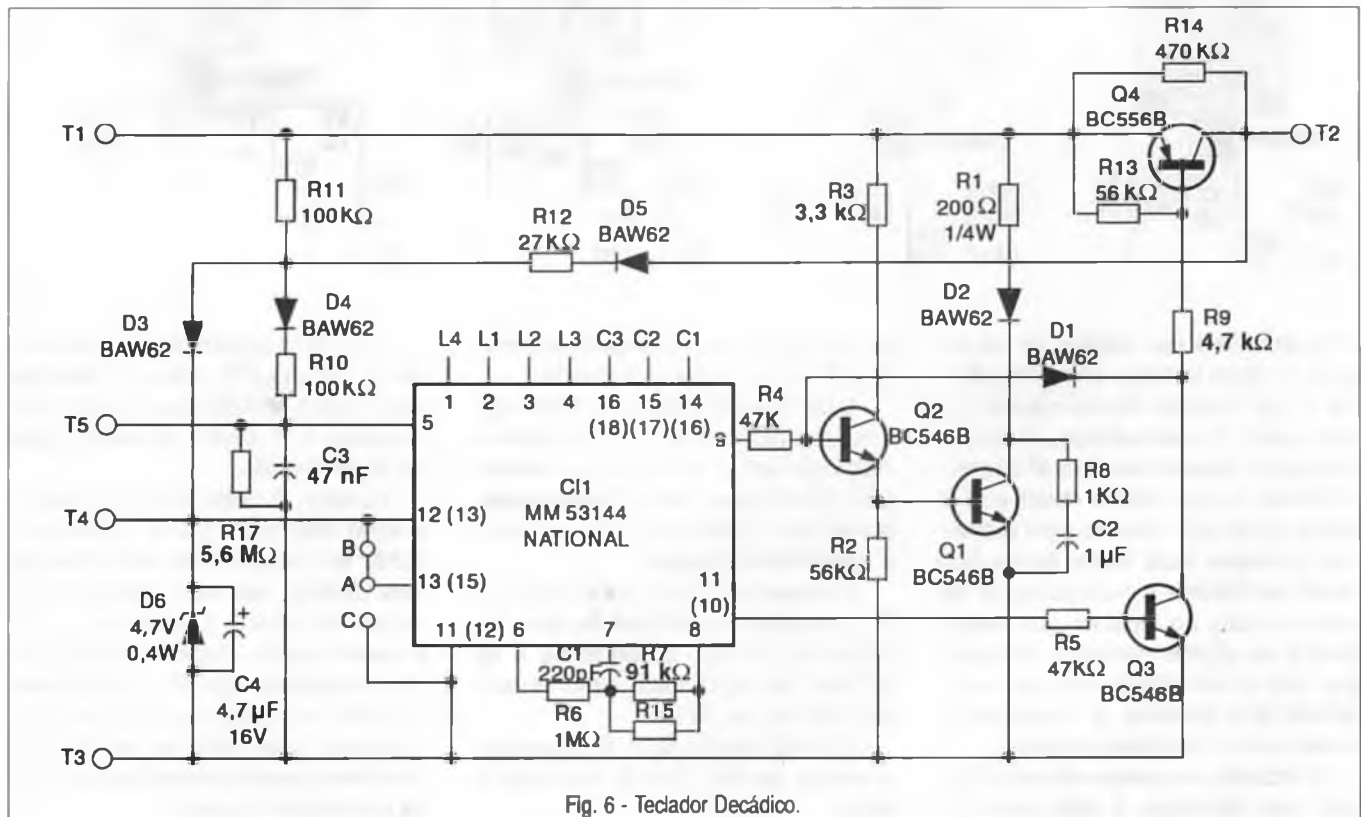 R14
470 KΩ
Q4
BC556B
T1
T2
R11
100KΩ
R12
27KΩ
D5
BAW62
R3
3,3 kΩ
R1
200 Ω
1/4W
R13
56 KΩ
D3
BAW62
D4
BAW62
R10
100KΩ
D2
BAW62
D1
BAW62
R9
4,7 kΩ
L4 L1 L2 L3 C3 C2 C1
1 2 3 4 16 15 14
(18) (17) (16)
R4
47K
Q2
BC546B
T5
5
C3
47 nF
CI1
MM 53144
NATIONAL
R8
1KΩ
C2
1 µF
T4
12 (13)
R17
5,6 MΩ
B
A
C
13 (15)
R2
56KΩ
Q1
BC546B
11
(10)
D6
4,7V
0,4W
11 (12) 6 7 8
C4
4,7 µF
16V
C1
220pF
R7
91 kΩ
R6
1MΩ
R15
R5
47KΩ
Q3
BC546B
T3
Fig. 6 - Teclador Decádico.